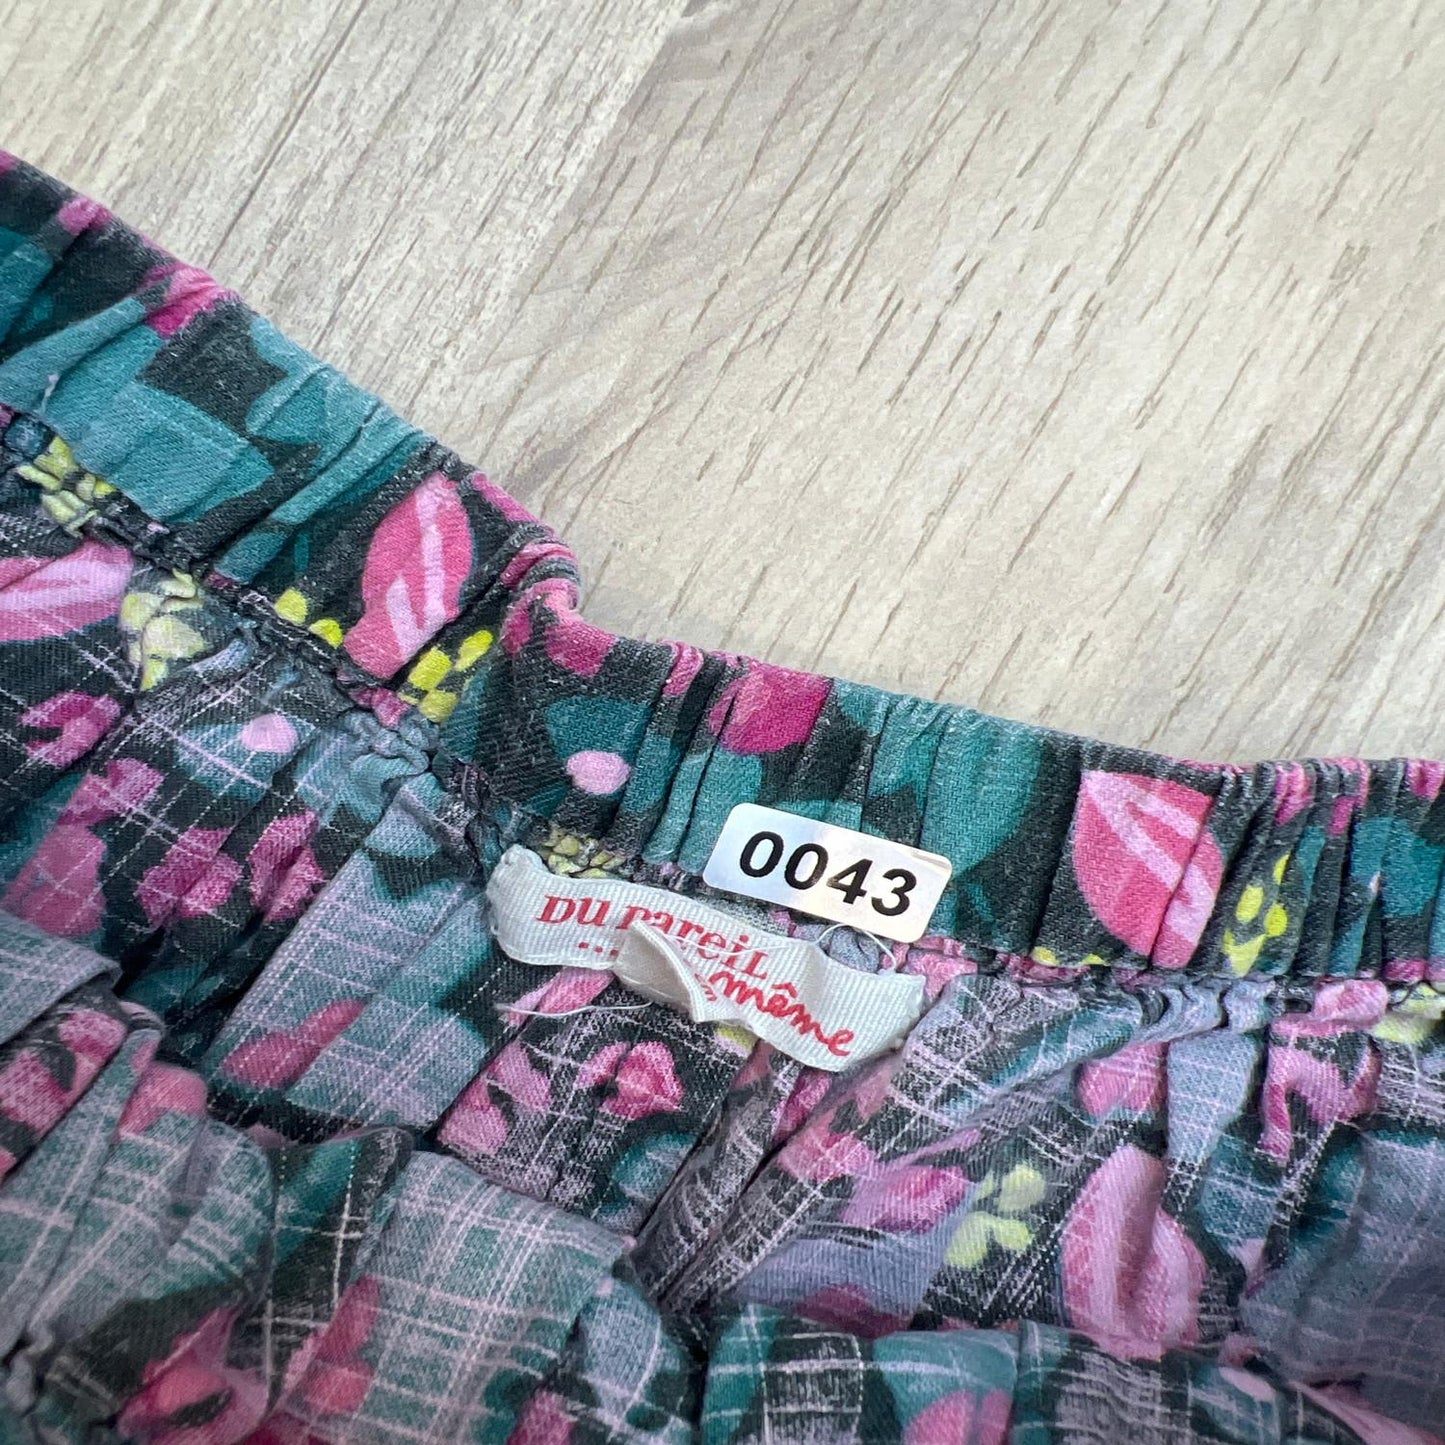 0043
DU PAREIL
...
même